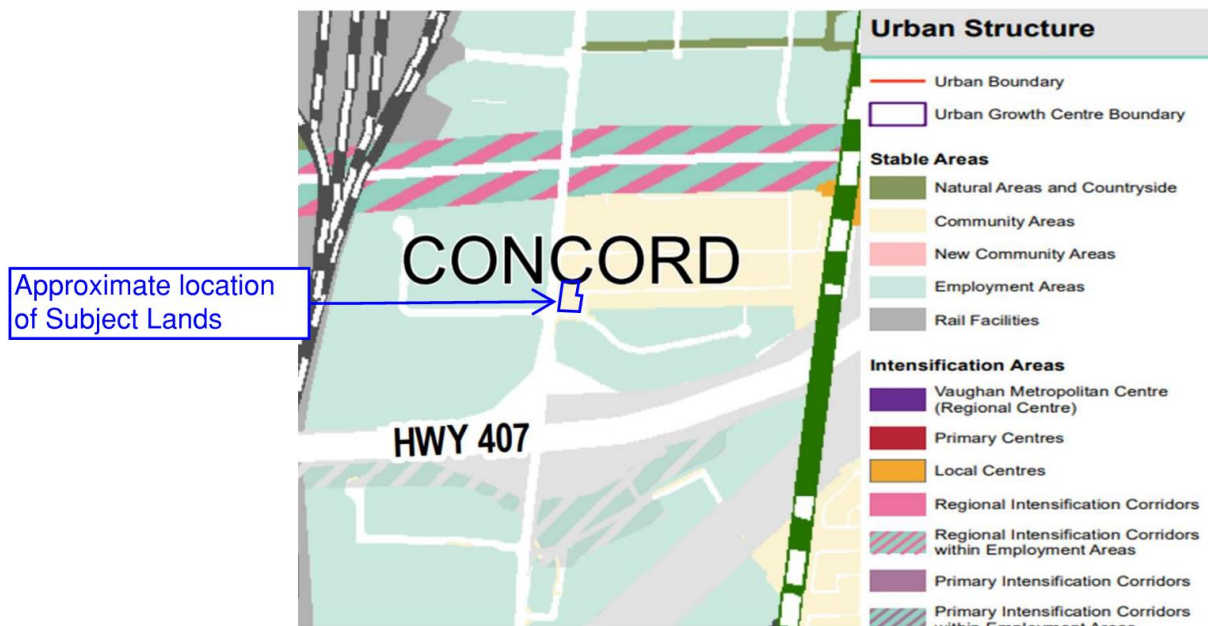 Approximate location
of Subject Lands
CONCORD
HWY 407
Urban Structure
Urban Boundary
Urban Growth Centre Boundary
Stable Areas
Natural Areas and Countryside
Community Areas
New Community Areas
Employment Areas
Rail Facilities
Intensification Areas
Vaughan Metropolitan Centre
(Regional Centre)
Primary Centres
Local Centres
Regional Intensification Corridors
Regional Intensification Corridors
within Employment Areas
Primary Intensification Corridors
Primary Intensification Corridors
within Employment Areas